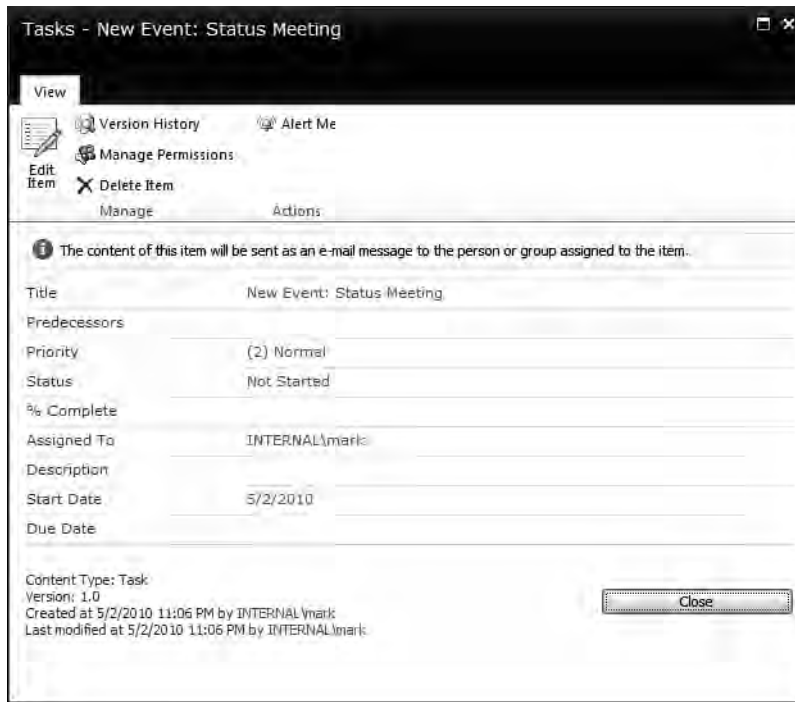 Tasks - New Event: Status Meeting
View
Edit Item
Version History
Manage Permissions
Delete Item
Alert Me
Manage
Actions
The content of this item will be sent as an e-mail message to the person or group assigned to the item.
Title New Event: Status Meeting
Predecessors
Priority (2) Normal
Status Not Started
% Complete
Assigned To INTERNAL\mark
Description
Start Date 5/2/2010
Due Date
Content Type: Task
Version: 1.0
Created at 5/2/2010 11:06 PM by INTERNAL\mark
Last modified at 5/2/2010 11:06 PM by INTERNAL\mark
Close